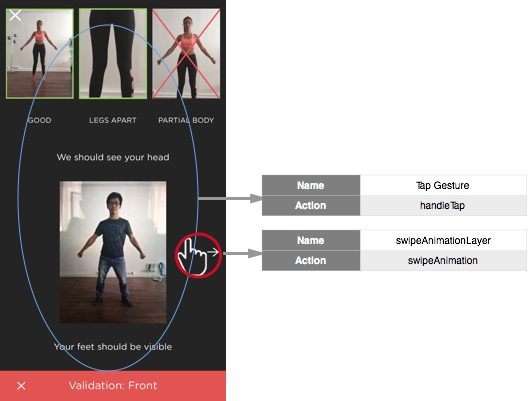 GOOD
LEGS APART
PARTIAL BODY
We should see your head
Your feet should be visible
Validation: Front
Name Tap Gesture
Action handleTap
Name swipeAnimationLayer
Action swipeAnimation